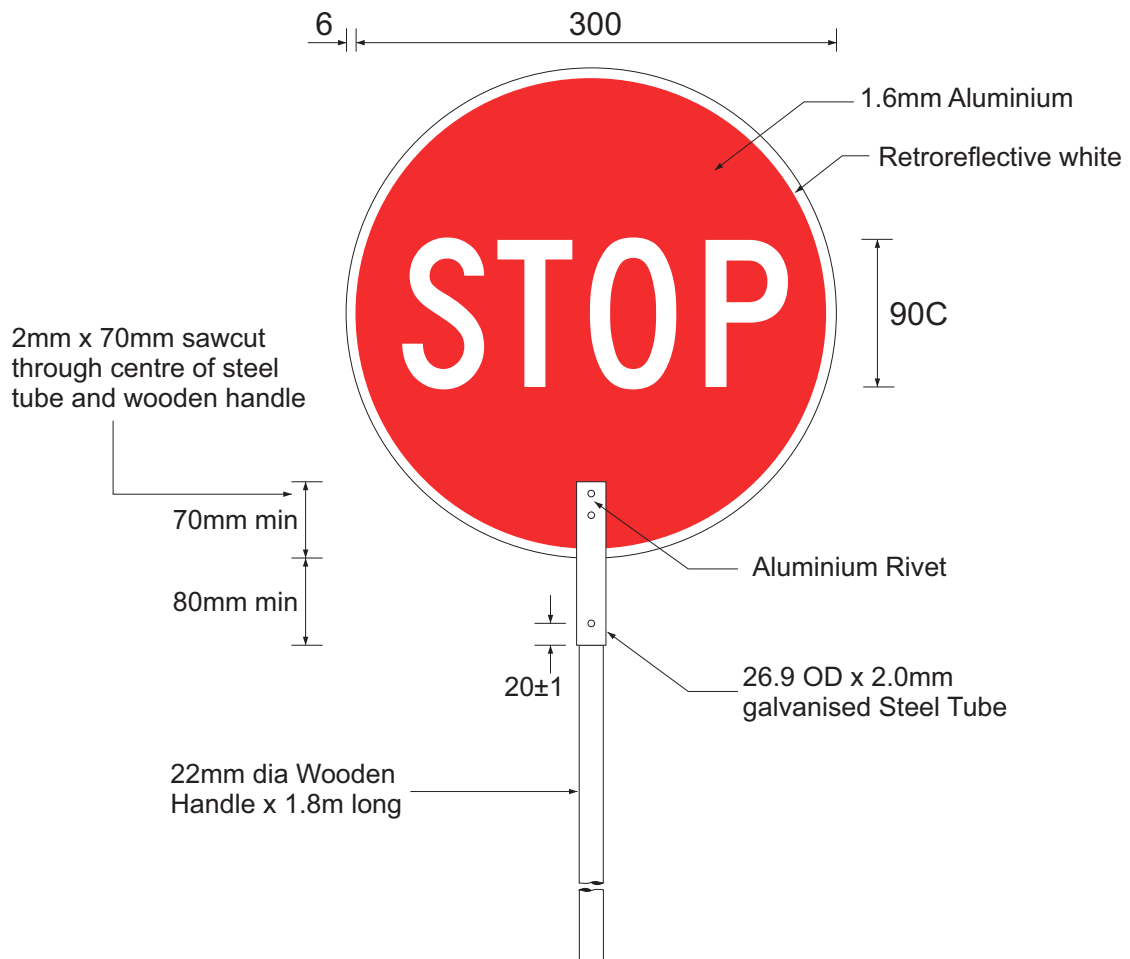 6
300
1.6mm Aluminium
Retroreflective white
STOP
90C
2mm x 70mm sawcut
through centre of steel
tube and wooden handle
70mm min
Aluminium Rivet
80mm min
20±1
26.9 OD x 2.0mm
galvanised Steel Tube
22mm dia Wooden
Handle x 1.8m long